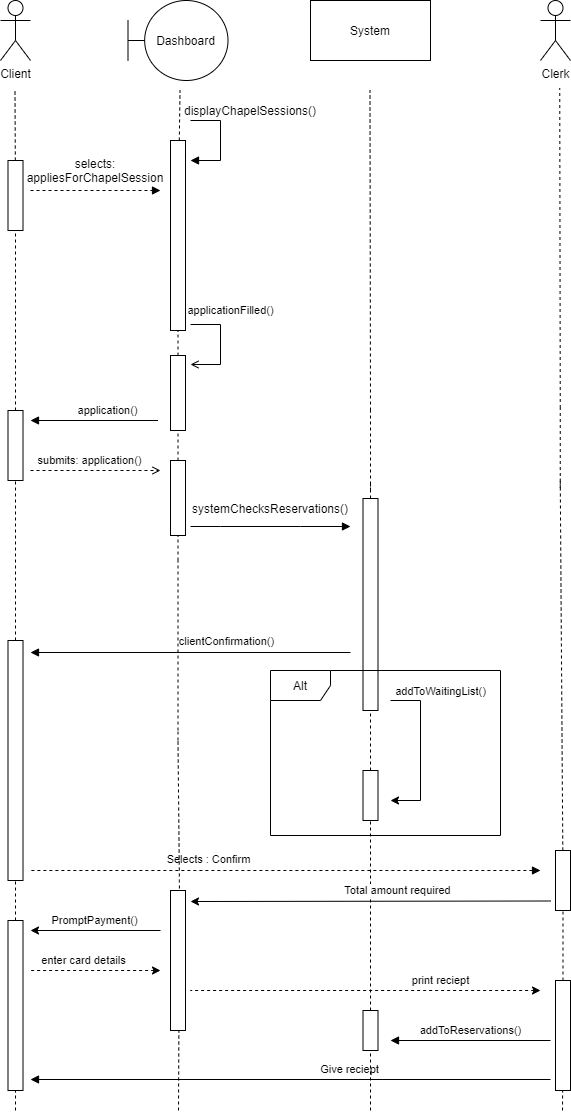 Client
Dashboard
System
Clerk
displayChapelSessions()
selects:
appliesForChapelSession
applicationFilled()
application()
submits: application()
systemChecksReservations()
clientConfirmation()
Alt
addToWaitingList()
Selects : Confirm
Total amount required
PromptPayment()
enter card details
print reciept
addToReservations()
Give reciept